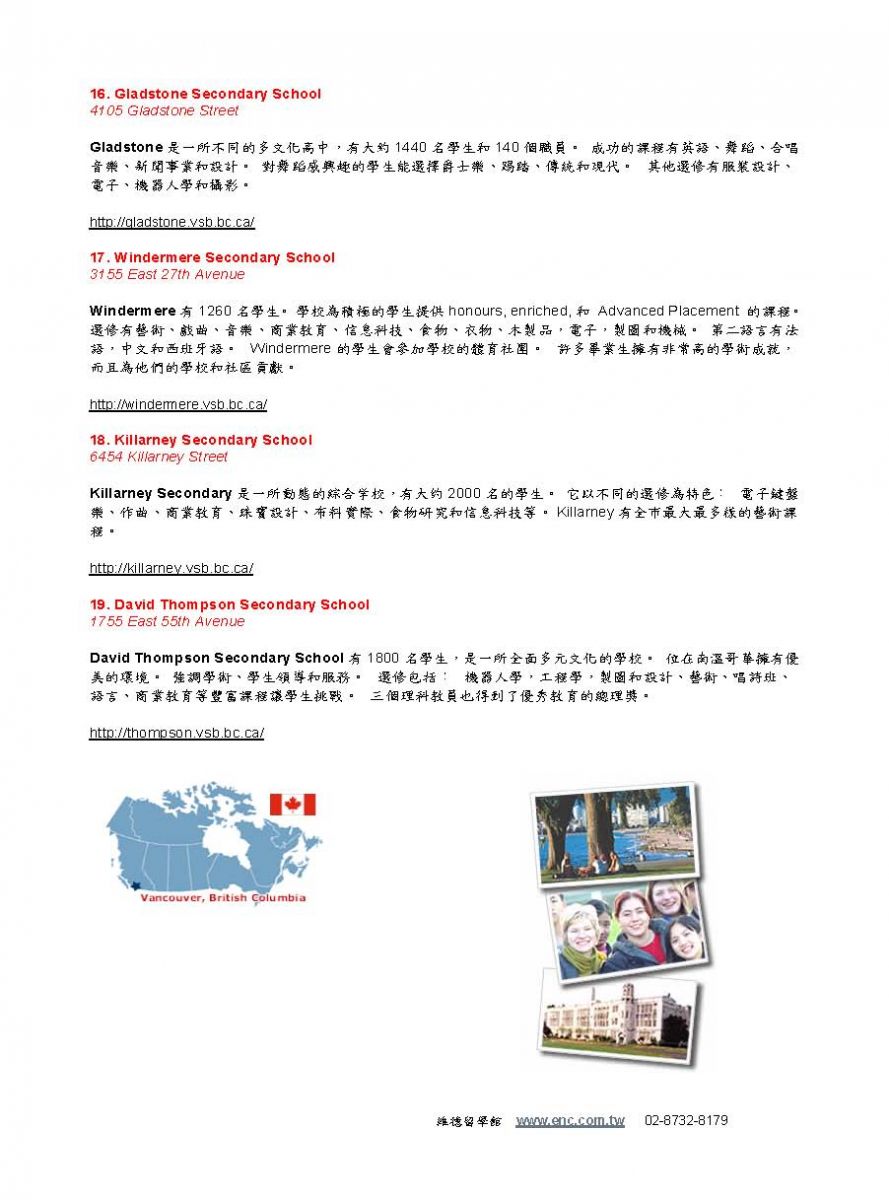 16. Gladstone Secondary School
4105 Gladstone Street
Gladstone 是一所不同的多文化高中，有大約 1440 名學生和 140 個職員。 成功的課程有英語、舞蹈、合唱
音樂、新聞事業和設計。 對舞蹈感興趣的學生能選擇爵士樂、踢踏、傳統和現代。 其他選修有服裝設計、
電子、機器人學和攝影。
http://gladstone.vsb.bc.ca/
17. Windermere Secondary School
3155 East 27th Avenue
Windermere 有 1260 名學生。學校為積極的學生提供 honours, enriched, 和 Advanced Placement 的課程。
選修有藝術、戲曲、音樂、商業教育、信息科技、食物、衣物、木製品，電子，製圖和機械。 第二語言有法
語，中文和西班牙語。 Windermere 的學生會參加學校的體育社團。 許多畢業生擁有非常高的學術成就，
而且為他們的學校和社區貢獻。
http://windermere.vsb.bc.ca/
18. Killarney Secondary School
6454 Killarney Street
Killarney Secondary 是一所動態的綜合学校，有大约 2000 名的學生。 它以不同的選修為特色： 電子鍵盤
樂、作曲、商業教育、珠寶設計、布料實際、食物研究和信息科技等。Killarney 有全市最大最多樣的藝術課
程。
http://killarney.vsb.bc.ca/
19. David Thompson Secondary School
1755 East 55th Avenue
David Thompson Secondary School 有 1800 名學生，是一所全面多元文化的學校。 位在南溫哥華擁有優
美的環境。 強調學術、學生領導和服務。 選修包括： 機器人學，工程學，製圖和設計、藝術、唱詩班、
語言、商業教育等豐富課程讓學生挑戰。 三個理科教員也得到了優秀教育的總理獎。
http://thompson.vsb.bc.ca/
Vancouver, British Columbia
維德留學館 www.enc.com.tw 02-8732-8179